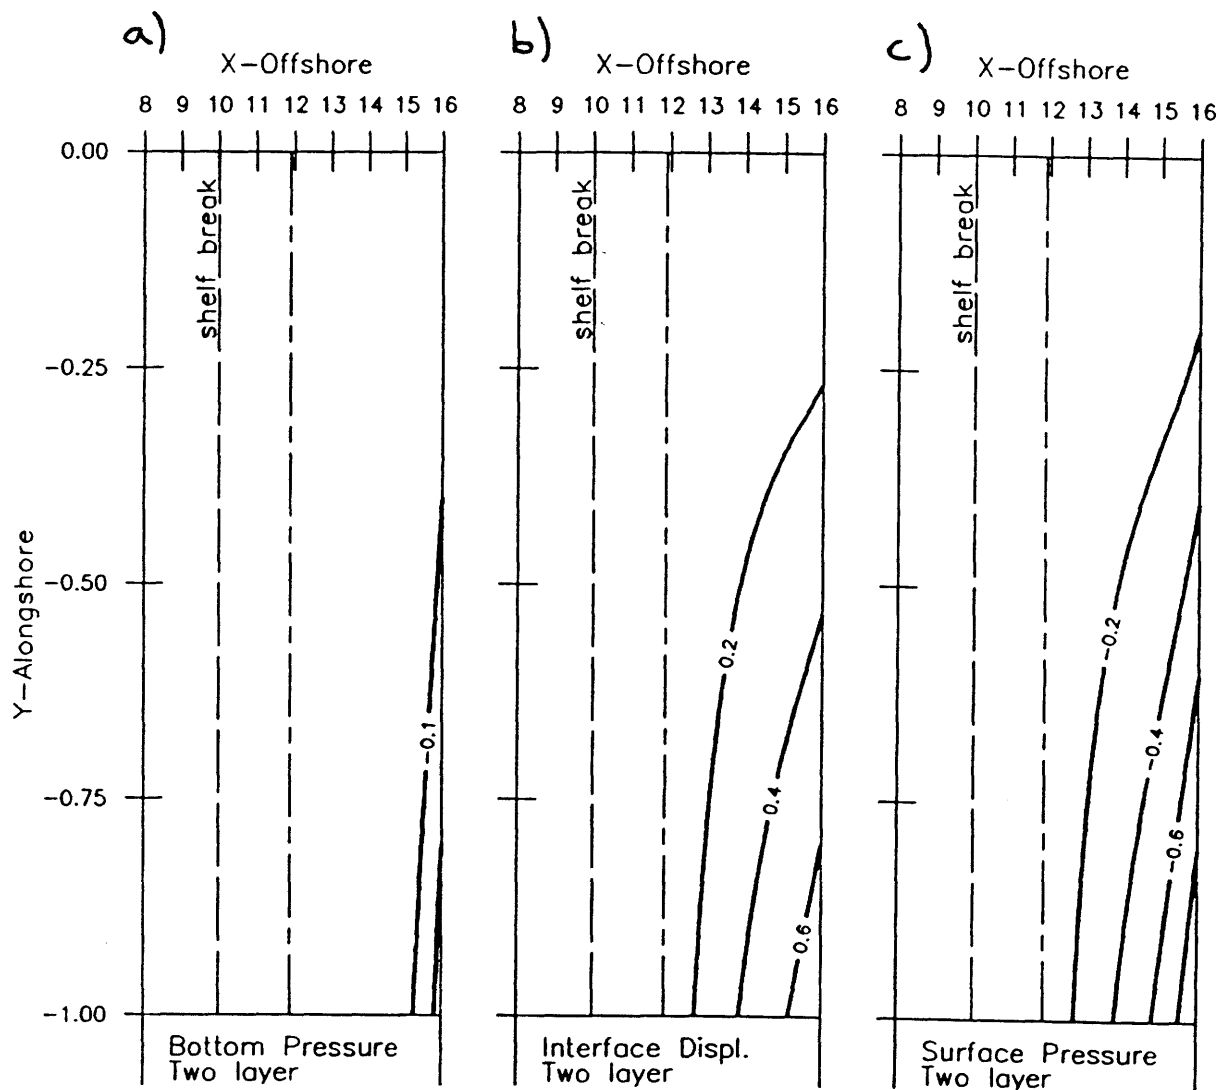 a) b) c)
X-Offshore X-Offshore X-Offshore
8 9 10 11 12 13 14 15 16 8 9 10 11 12 13 14 15 16 8 9 10 11 12 13 14 15 16
0.00
shelf break shelf break shelf break
-0.25
-0.50
Y-Alongshore
-0.2
0.2
-0.1
-0.4
-0.75
0.4
-0.6
0.6
-1.00
Bottom Pressure
Two layer
Interface Displ.
Two layer
Surface Pressure
Two layer